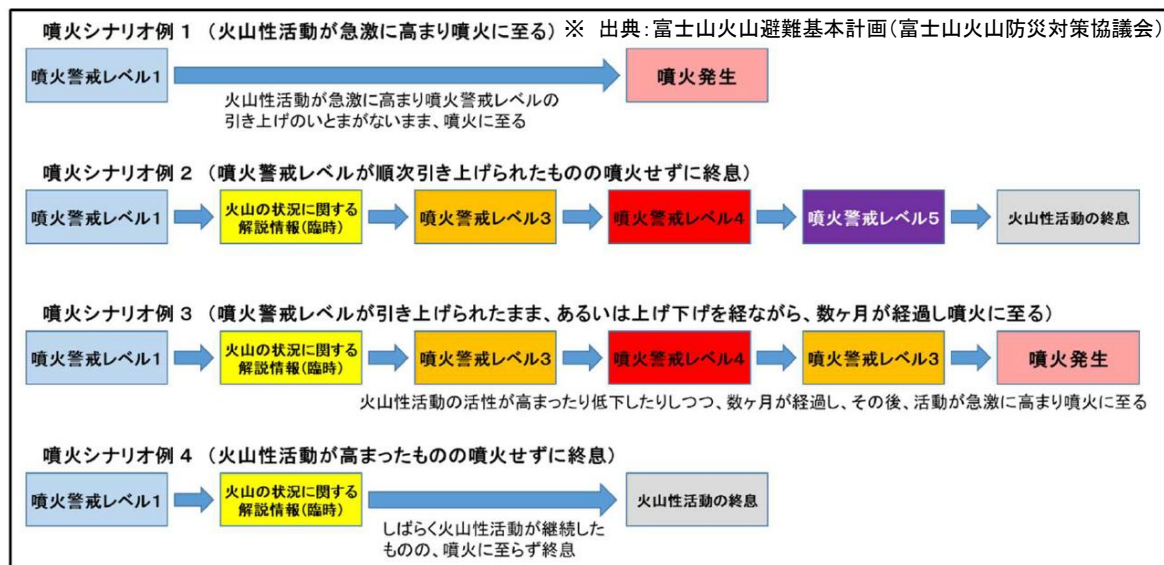 噴火シナリオ例１（火山性活動が急激に高まり噴火に至る）※ 出典：富士山火山避難基本計画（富士山火山防災対策協議会）
噴火警戒レベル１
噴火発生
火山性活動が急激に高まり噴火警戒レベルの
引き上げのいとまがないまま、噴火に至る
噴火シナリオ例２（噴火警戒レベルが順次引き上げられたものの噴火せずに終息）
噴火警戒レベル１
火山の状況に関する
解説情報(臨時)
噴火警戒レベル３
噴火警戒レベル４
噴火警戒レベル５
火山性活動の終息
噴火シナリオ例３（噴火警戒レベルが引き上げられたまま、あるいは上げ下げを経ながら、数ヶ月が経過し噴火に至る）
噴火警戒レベル１
火山の状況に関する
解説情報(臨時)
噴火警戒レベル３
噴火警戒レベル４
噴火警戒レベル３
噴火発生
火山性活動の活性が高まったり低下したりしつつ、数ヶ月が経過し、その後、活動が急激に高まり噴火に至る
噴火シナリオ例４（火山性活動が高まったものの噴火せずに終息）
噴火警戒レベル１
火山の状況に関する
解説情報(臨時)
火山性活動の終息
しばらく火山性活動が継続した
ものの、噴火に至らず終息